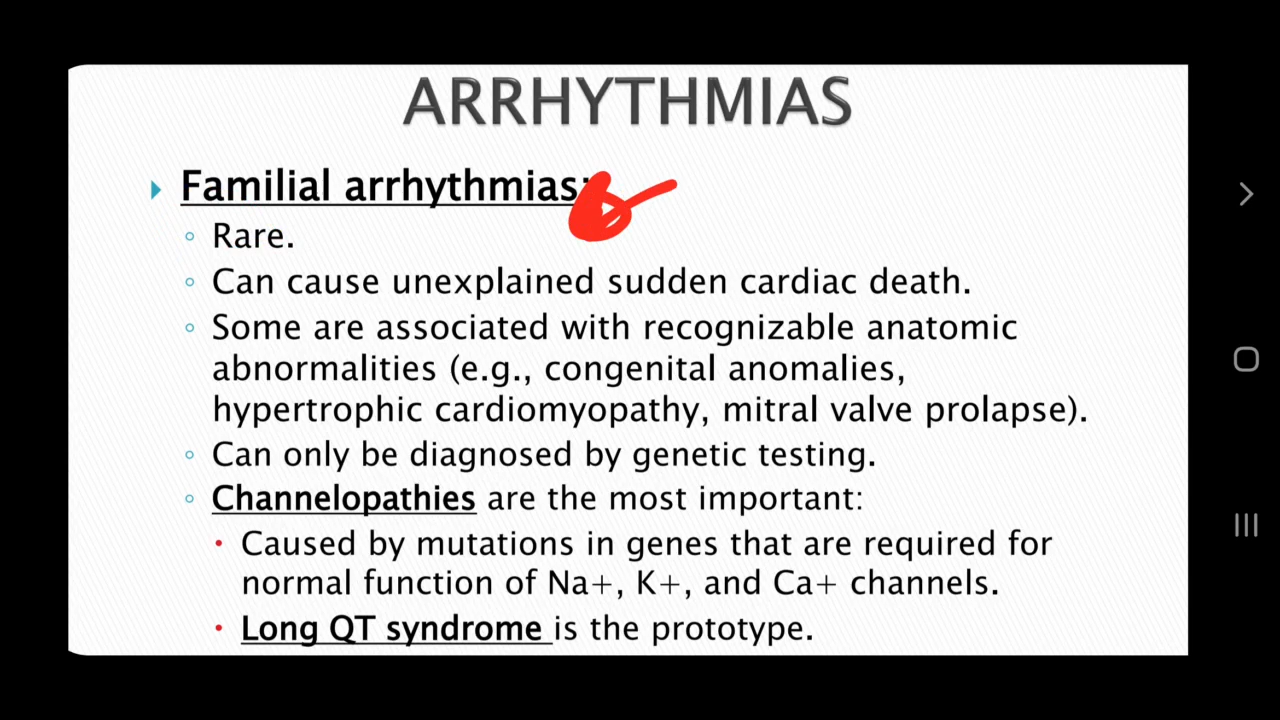 ARRHYTHMIAS
Familial arrhythmias:
Rare.
Can cause unexplained sudden cardiac death.
Some are associated with recognizable anatomic
abnormalities (e.g., congenital anomalies,
hypertrophic cardiomyopathy, mitral valve prolapse).
Can only be diagnosed by genetic testing.
Channelopathies are the most important:
Caused by mutations in genes that are required for
normal function of Na+, K+, and Ca+ channels.
Long QT syndrome is the prototype.